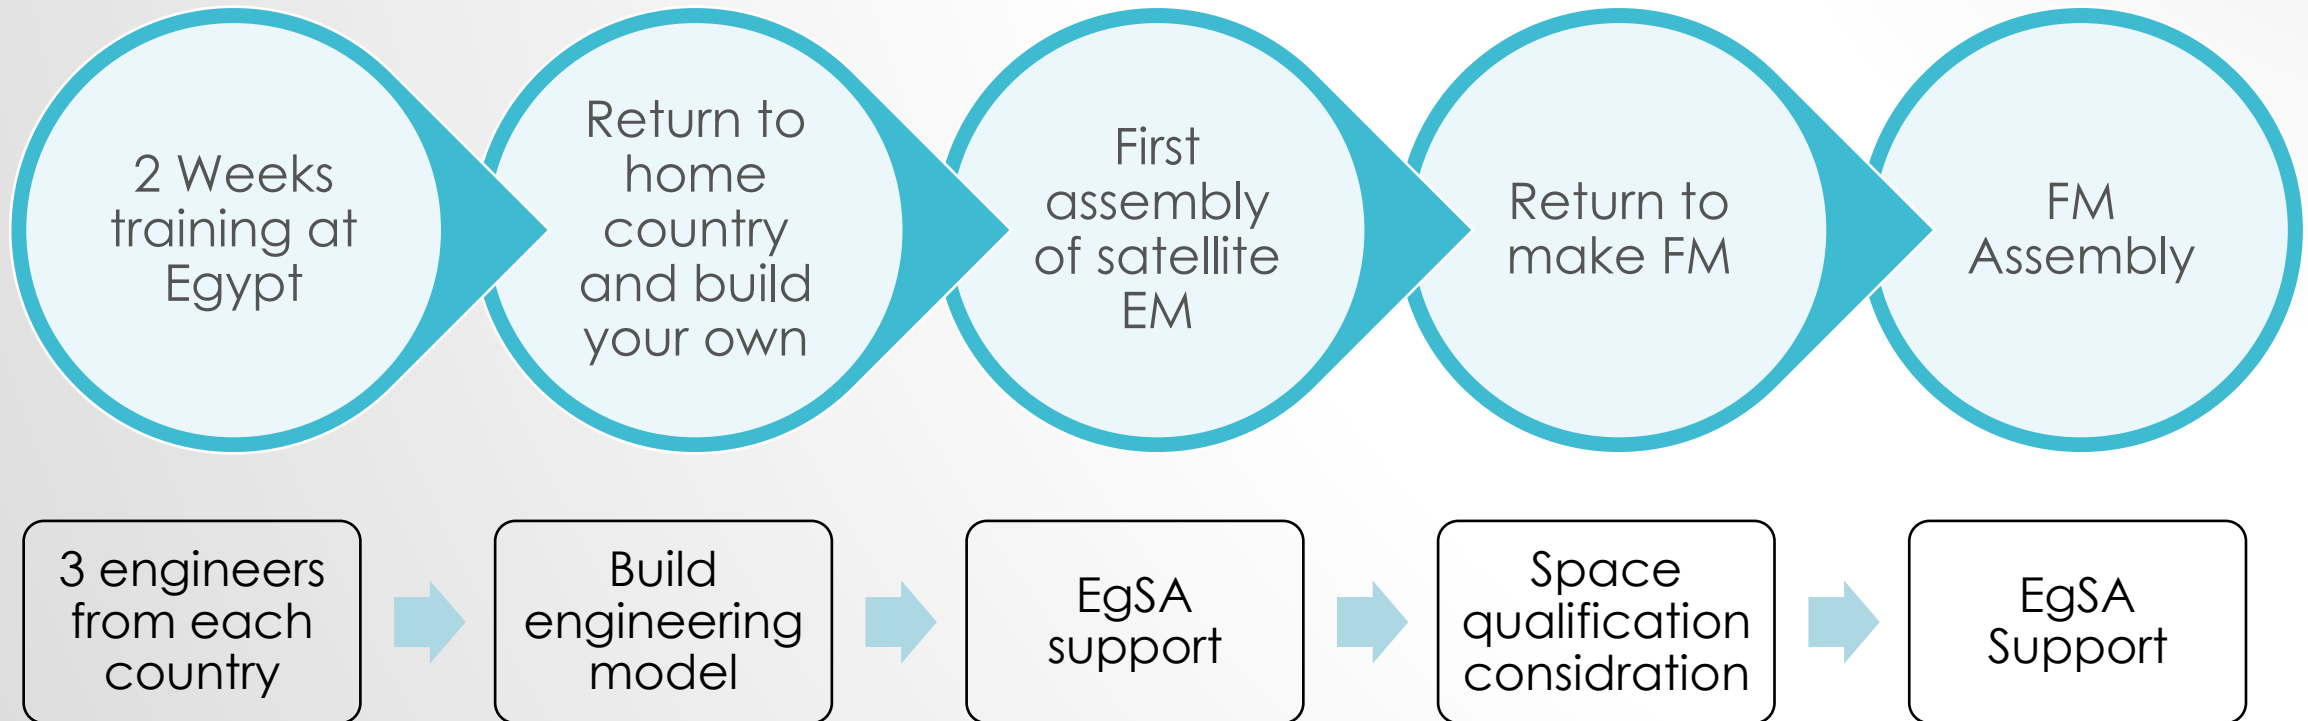 2 Weeks
training at
Egypt
Return to
home
country
and build
your own
First
assembly
of satellite
EM
Return to
make FM
FM
Assembly
3 engineers
from each
country
Build
engineering
model
EgSA
support
Space
qualification
considration
EgSA
Support